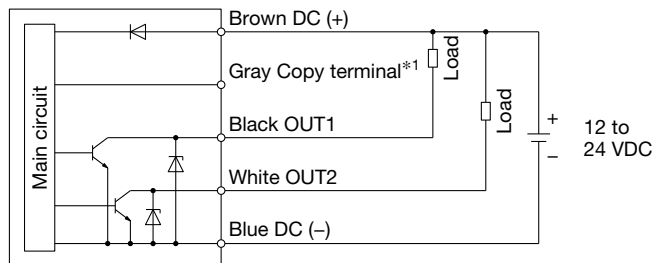 Brown DC (+)
Gray Copy terminal*1
Load
Load
Main circuit
Black OUT1
+
12 to
24 VDC
−
White OUT2
Blue DC (−)